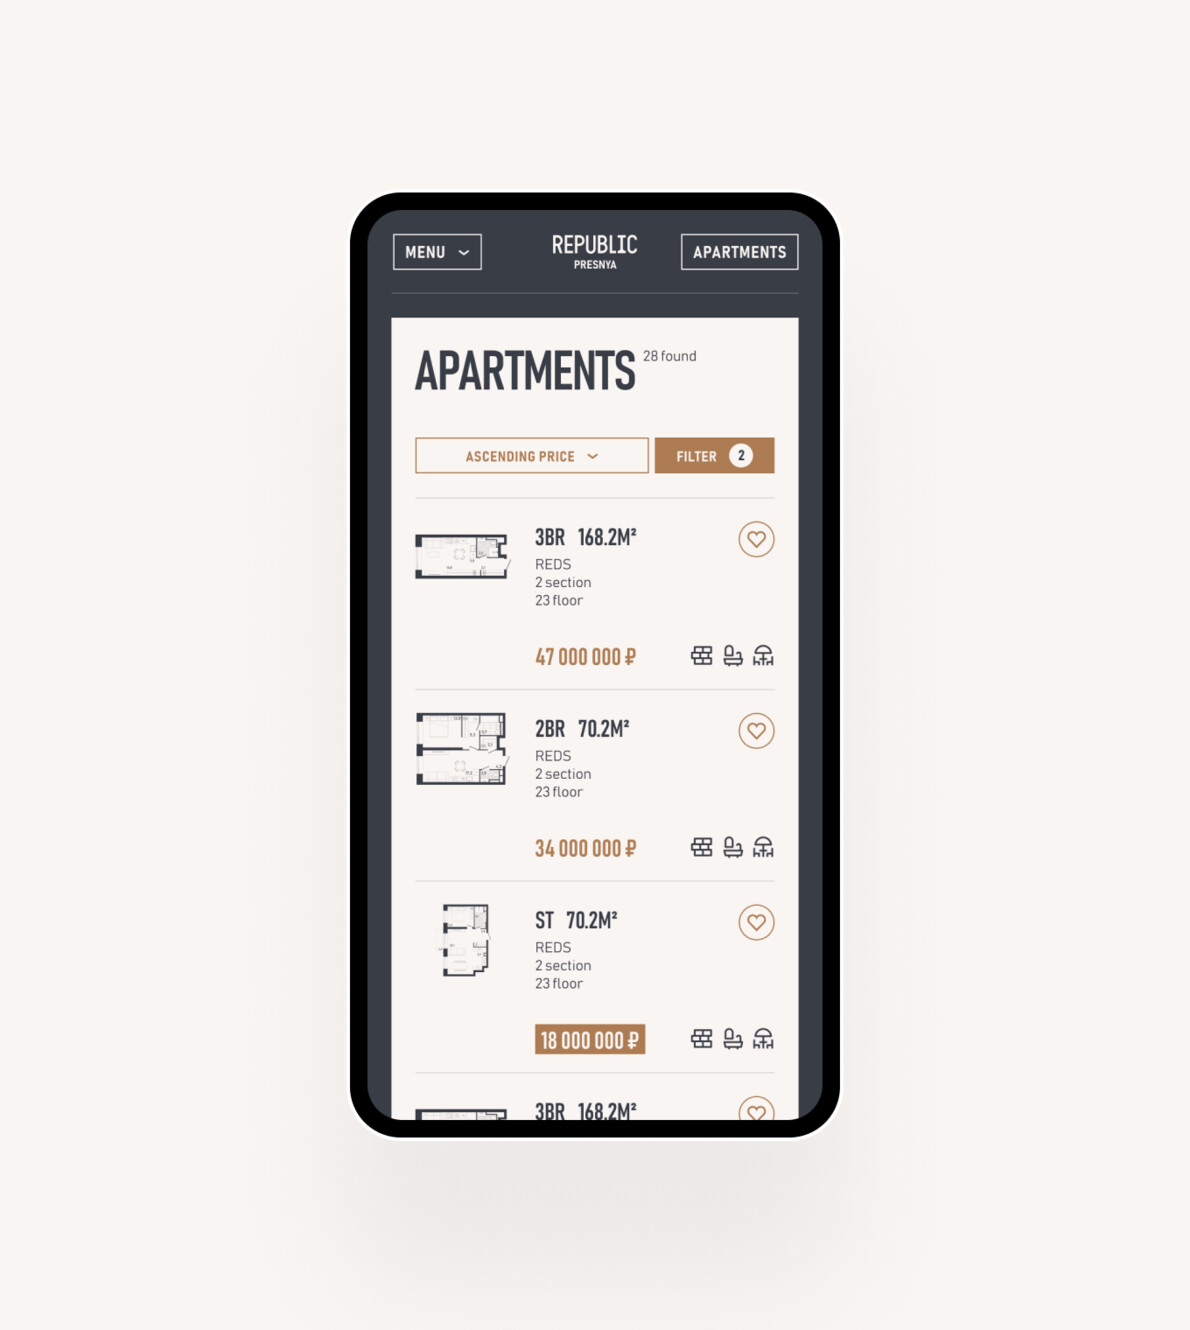 MENU
REPUBLIC
PRESNYA
APARTMENTS
APARTMENTS
28 found
ASCENDING PRICE
FILTER 2
3BR 168.2M²
REDS
2 section
23 floor
47 000 000 ₽
2BR 70.2M²
REDS
2 section
23 floor
34 000 000 ₽
ST 70.2M²
REDS
2 section
23 floor
18 000 000 ₽
3BR 168.2M²